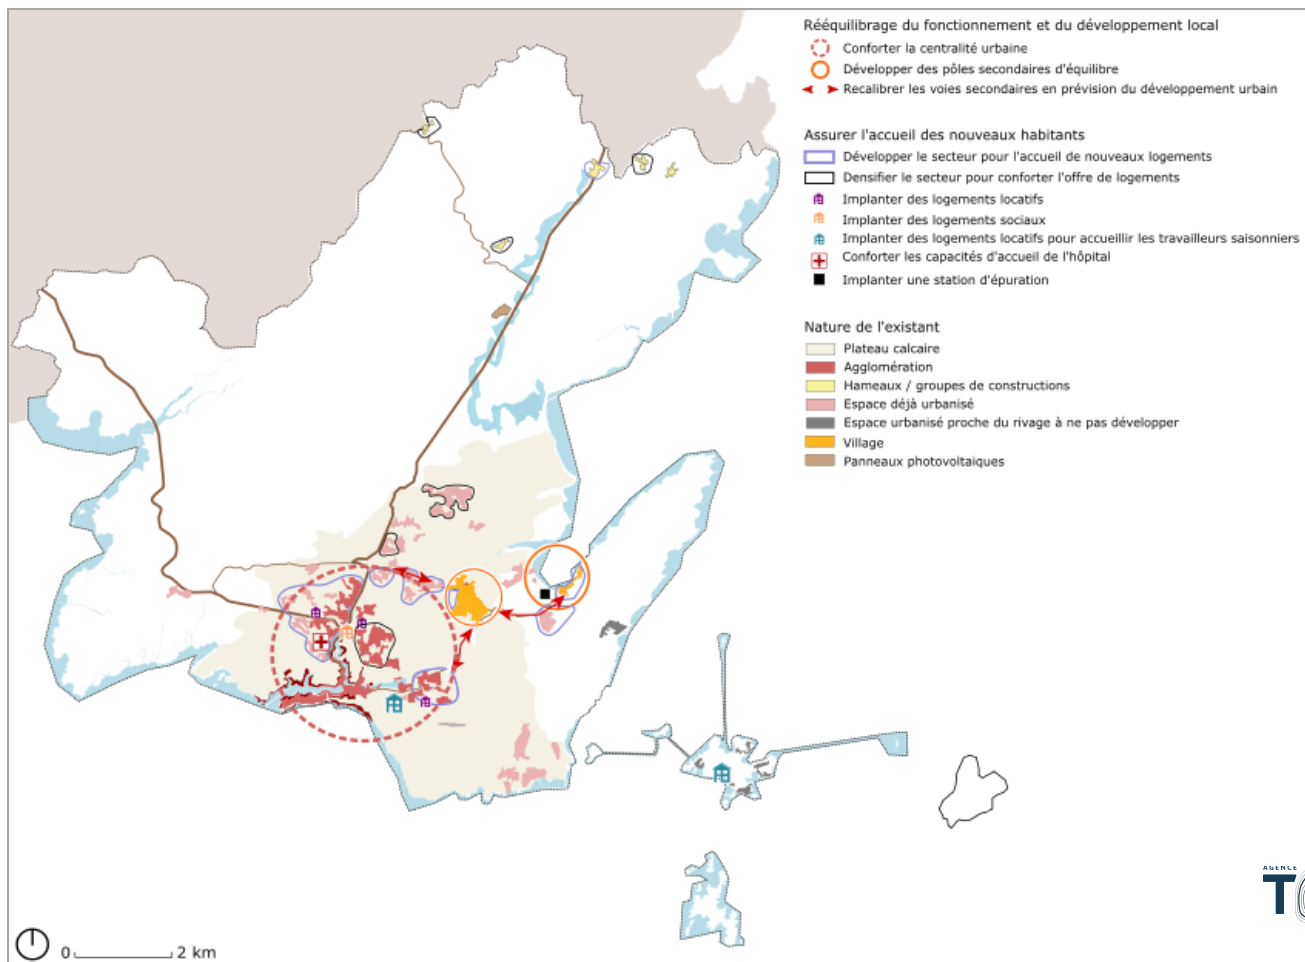 Rééquilibrage du fonctionnement et du développement local
Conforter la centralité urbaine
Développer des pôles secondaires d'équilibre
Recalibrer les voies secondaires en prévision du développement urbain
Assurer l'accueil des nouveaux habitants
Développer le secteur pour l'accueil de nouveaux logements
Densifier le secteur pour conforter l'offre de logements
Implanter des logements locatifs
Implanter des logements sociaux
Implanter des logements locatifs pour accueillir les travailleurs saisonniers
Conforter les capacités d'accueil de l'hôpital
Implanter une station d'épuration
Nature de l'existant
Plateau calcaire
Agglomération
Hameaux / groupes de constructions
Espace déjà urbanisé
Espace urbanisé proche du rivage à ne pas développer
Village
Panneaux photovoltaiques
AGENCE
T
0 2 km